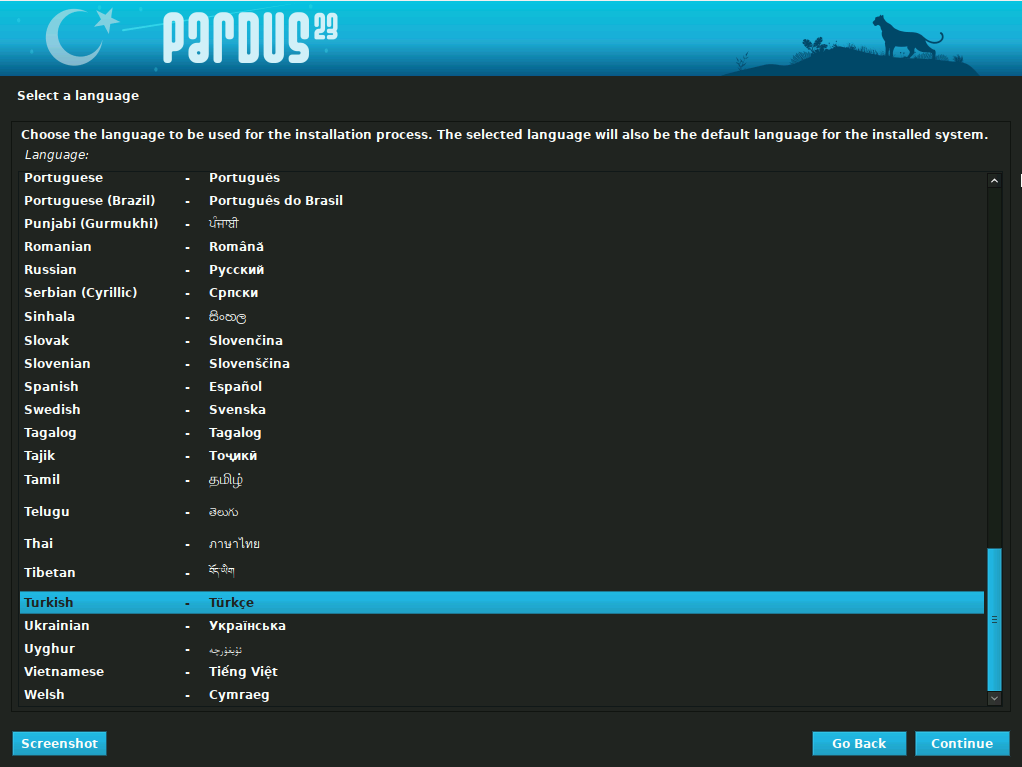 PARDUS 23
Select a language
Choose the language to be used for the installation process. The selected language will also be the default language for the installed system.
Language:
Portuguese - Português
Portuguese (Brazil) - Português do Brasil
Punjabi (Gurmukhi) - ਪੰਜਾਬੀ
Romanian - Română
Russian - Русский
Serbian (Cyrillic) - Српски
Sinhala - සිංහල
Slovak - Slovenčina
Slovenian - Slovenščina
Spanish - Español
Swedish - Svenska
Tagalog - Tagalog
Tajik - Тоҷикӣ
Tamil - தமிழ்
Telugu - తెలుగు
Thai - ภาษาไทย
Tibetan - བོད་ཡིག
Turkish - Türkçe
Ukrainian - Українська
Uyghur - ئۇيغۇرچە
Vietnamese - Tiếng Việt
Welsh - Cymraeg
Screenshot Go Back Continue